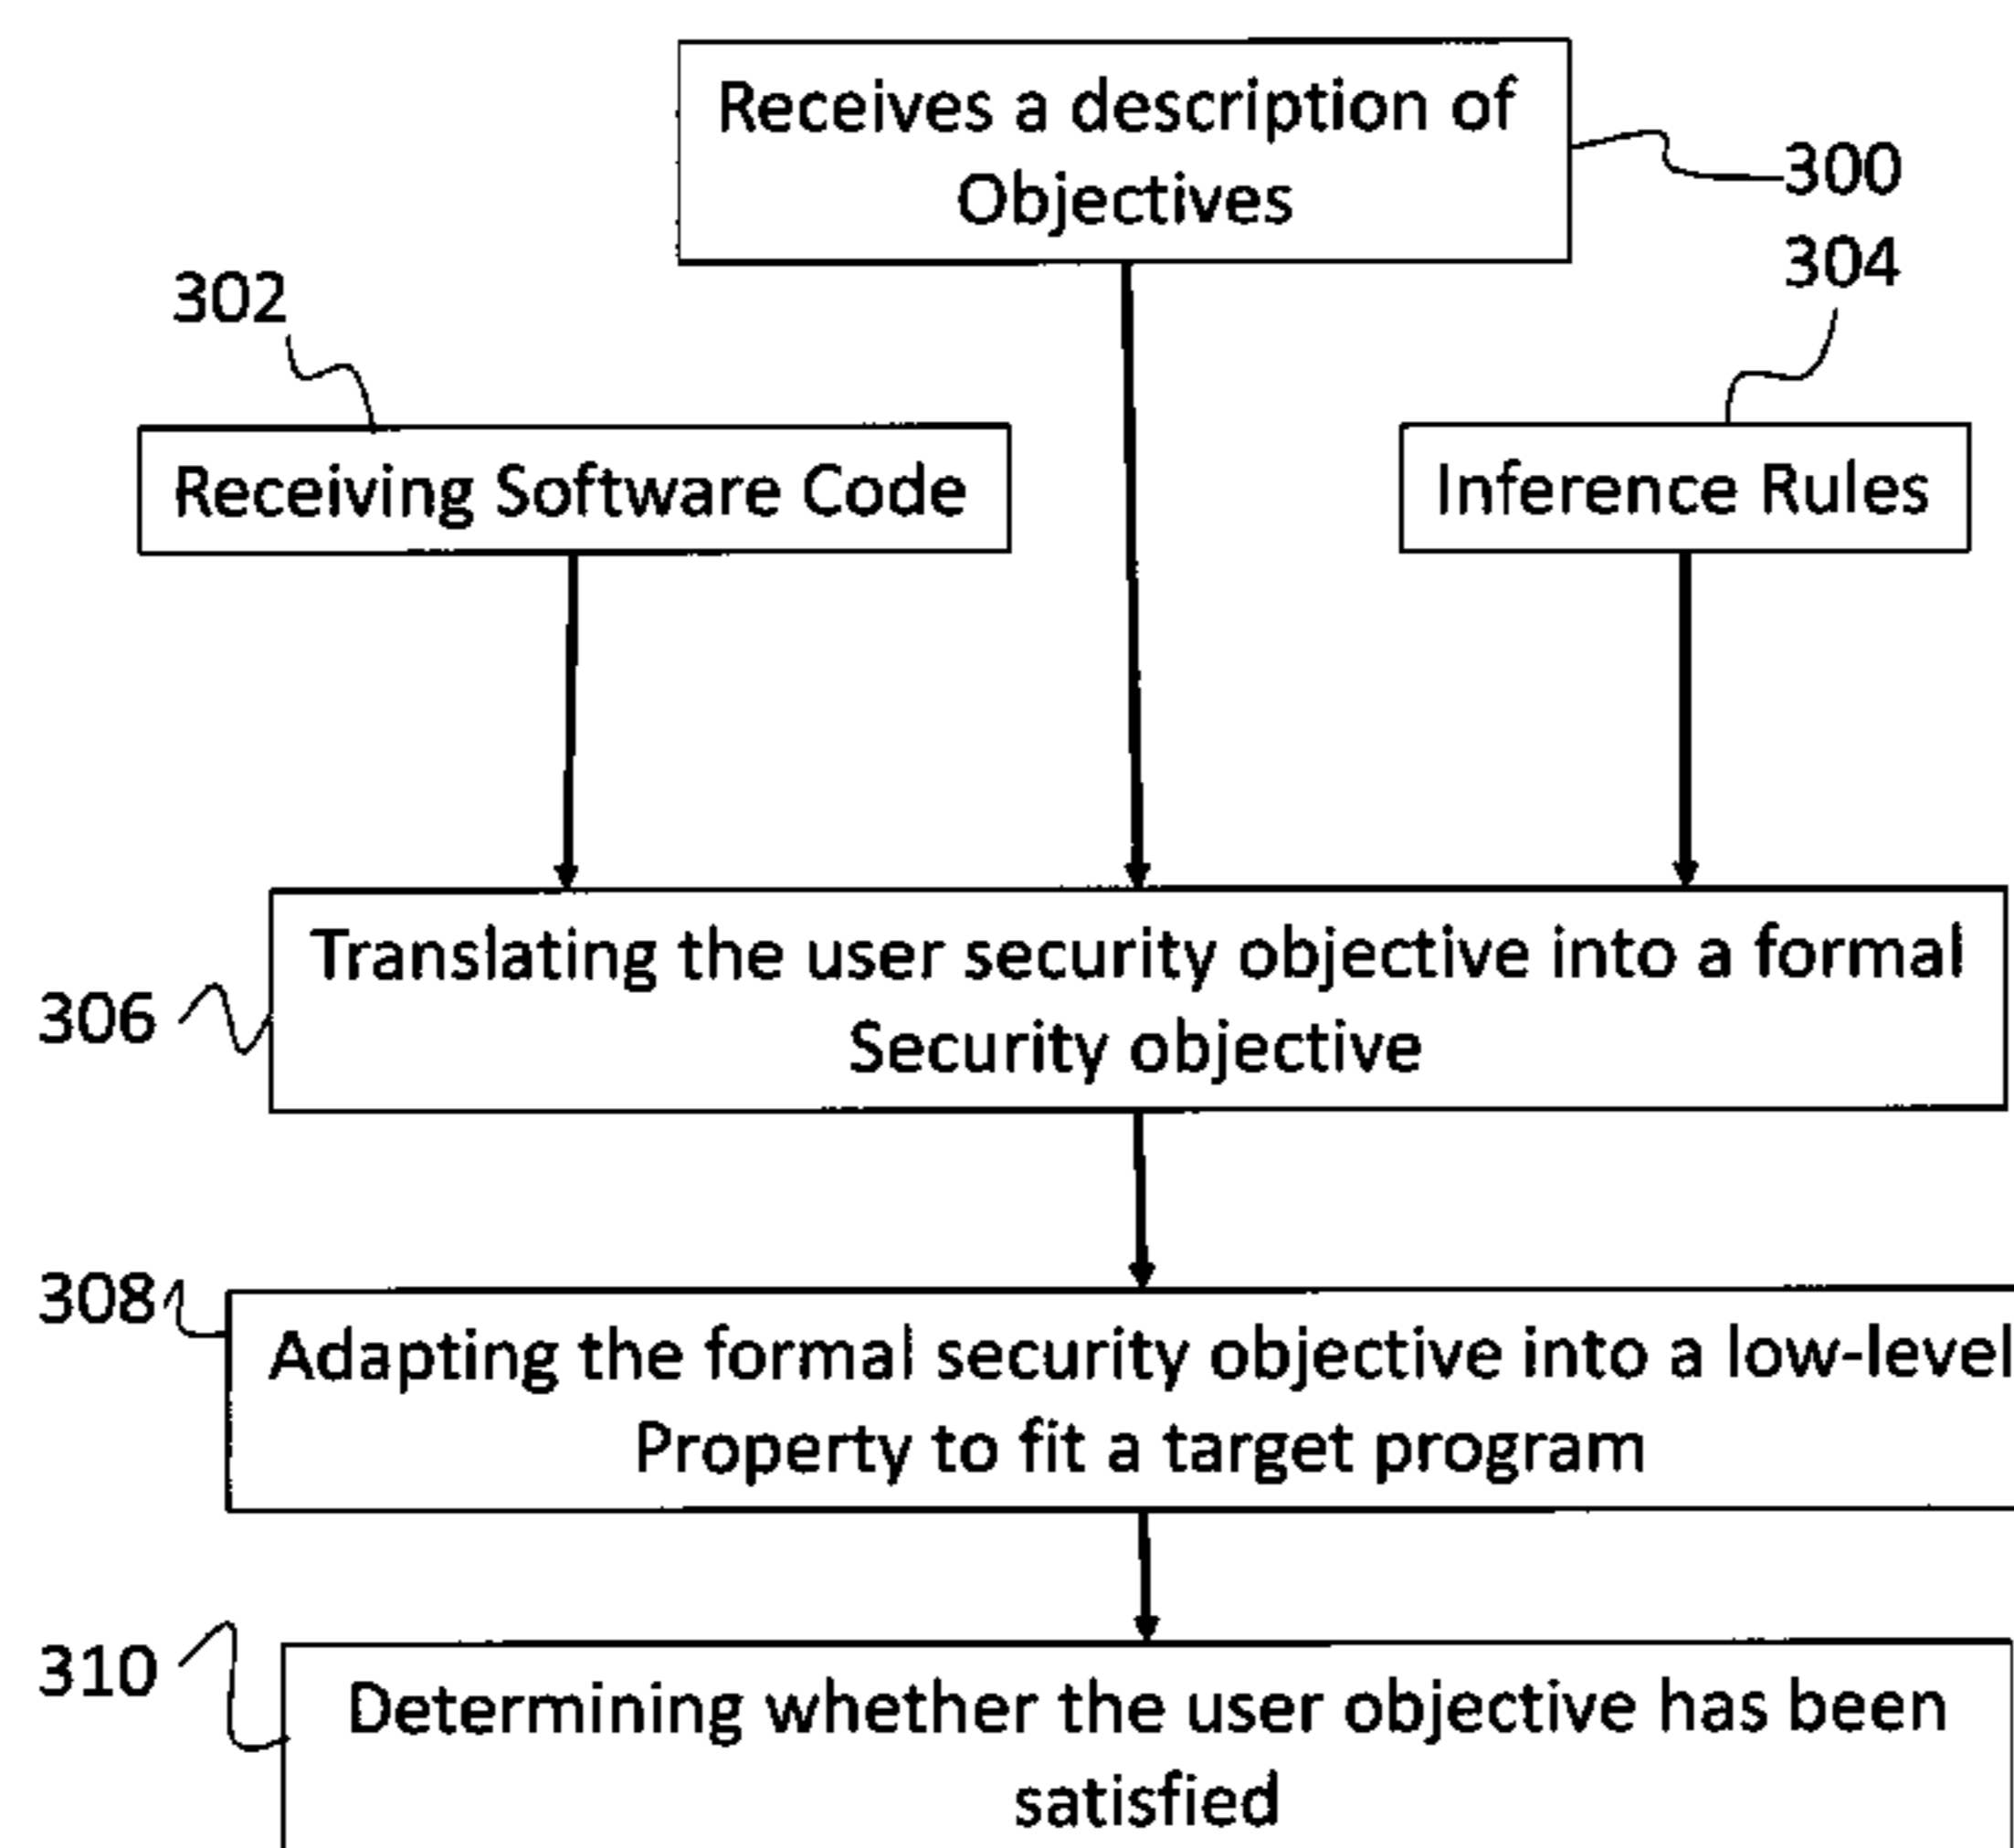 Receives a description of
Objectives
300
304
302
Receiving Software Code
Inference Rules
Translating the user security objective into a formal
Security objective
306
308
Adapting the formal security objective into a low-level
Property to fit a target program
310
Determining whether the user objective has been
satisfied